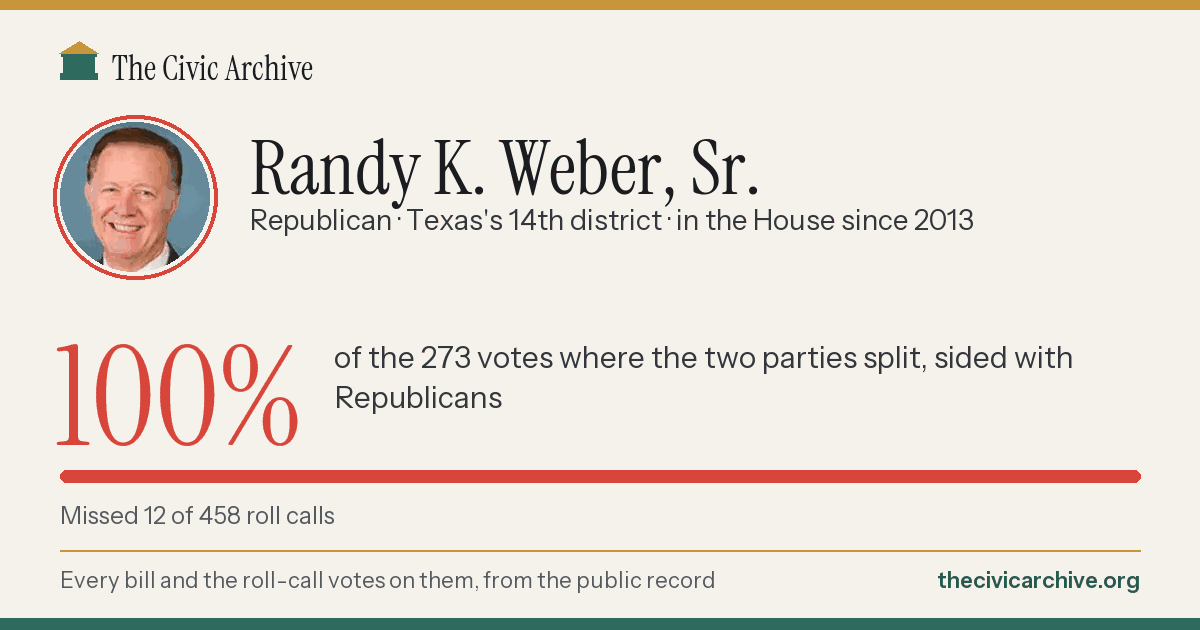 The Civic Archive
Randy K. Weber, Sr.
Republican · Texas's 14th district · in the House since 2013
100%
of the 273 votes where the two parties split, sided with
Republicans
Missed 12 of 458 roll calls
Every bill and the roll-call votes on them, from the public record
thecivicarchive.org